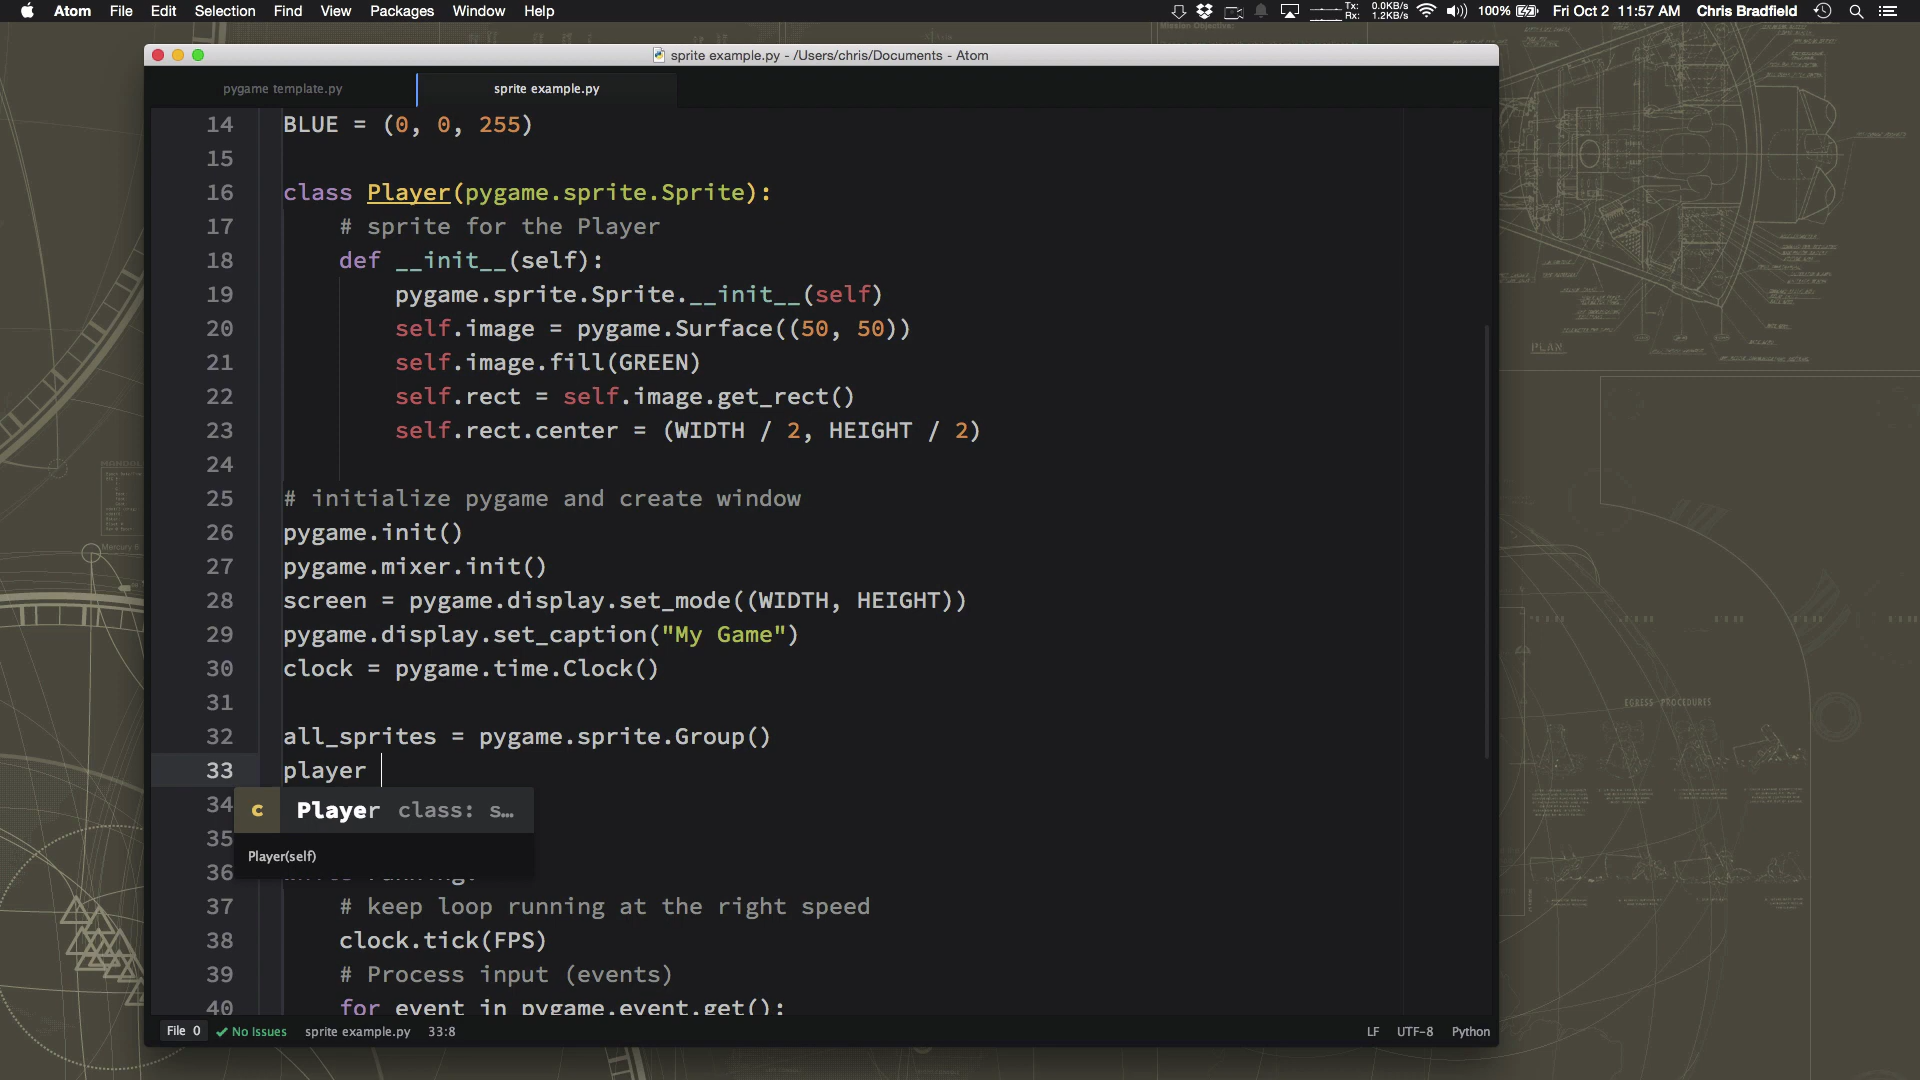 Atom File Edit Selection Find View Packages Window Help Tx: 0.0KB/s Rx: 1.2KB/s 100% Fri Oct 2 11:57 AM Chris Bradfield
sprite example.py - /Users/chris/Documents - Atom
pygame template.py sprite example.py
14 BLUE = (0, 0, 255)
15
16 class Player(pygame.sprite.Sprite):
17 # sprite for the Player
18 def __init__(self):
19 pygame.sprite.Sprite.__init__(self)
20 self.image = pygame.Surface((50, 50))
21 self.image.fill(GREEN)
22 self.rect = self.image.get_rect()
23 self.rect.center = (WIDTH / 2, HEIGHT / 2)
24
25 # initialize pygame and create window
26 pygame.init()
27 pygame.mixer.init()
28 screen = pygame.display.set_mode((WIDTH, HEIGHT))
29 pygame.display.set_caption("My Game")
30 clock = pygame.time.Clock()
31
32 all_sprites = pygame.sprite.Group()
33 player
34
c Player class: s…
35
Player(self)
36
37 # keep loop running at the right speed
38 clock.tick(FPS)
39 # Process input (events)
40 for event in pygame.event.get():
File 0 No Issues sprite example.py 33:8 LF UTF-8 Python
PLAN
EGRESS PROCEDURES